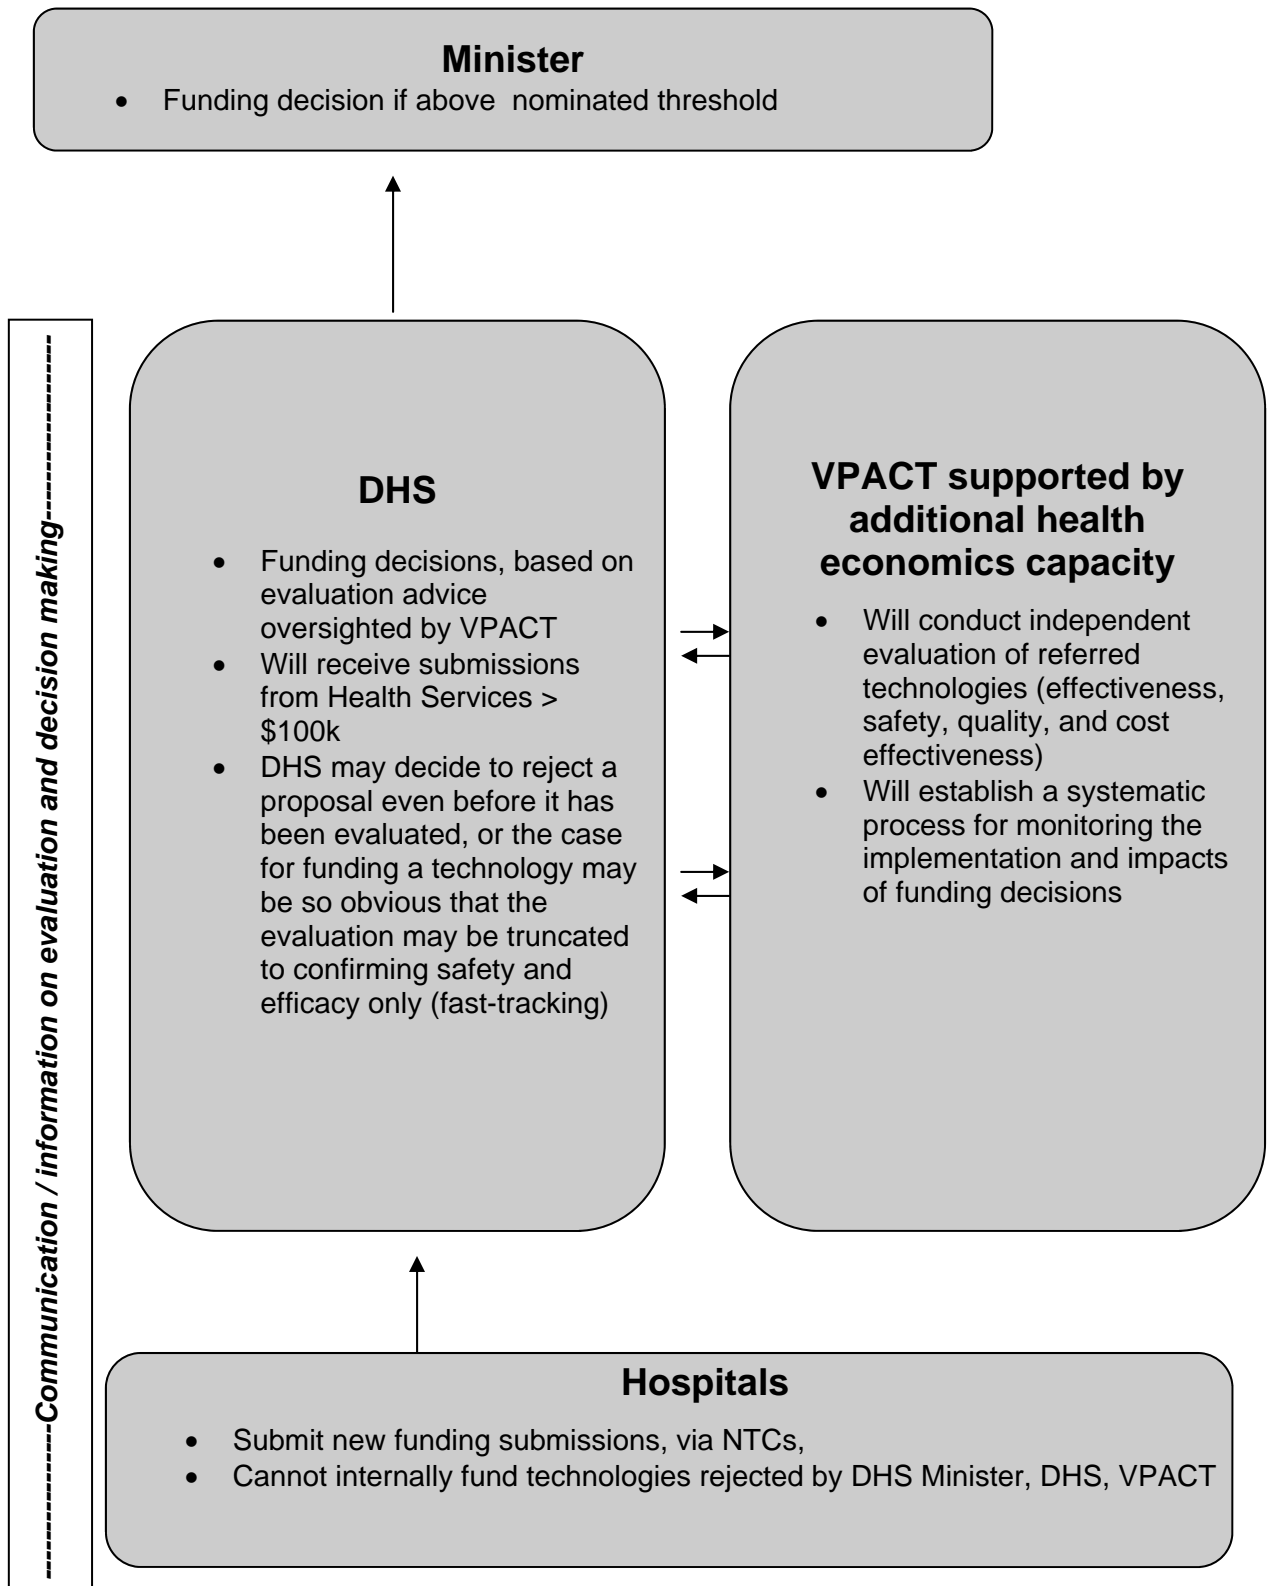 Minister
• Funding decision if above  nominated threshold
-----------------Communication / information on evaluation and decision making----------------------
DHS
• Funding decisions, based on
evaluation advice
oversighted by VPACT
• Will receive submissions
from Health Services >
$100k
• DHS may decide to reject a
proposal even before it has
been evaluated, or the case
for funding a technology may
be so obvious that the
evaluation may be truncated
to confirming safety and
efficacy only (fast-tracking)
VPACT supported by
additional health
economics capacity
• Will conduct independent
evaluation of referred
technologies (effectiveness,
safety, quality, and cost
effectiveness)
• Will establish a systematic
process for monitoring the
implementation and impacts
of funding decisions
Hospitals
• Submit new funding submissions, via NTCs,
• Cannot internally fund technologies rejected by DHS Minister, DHS, VPACT